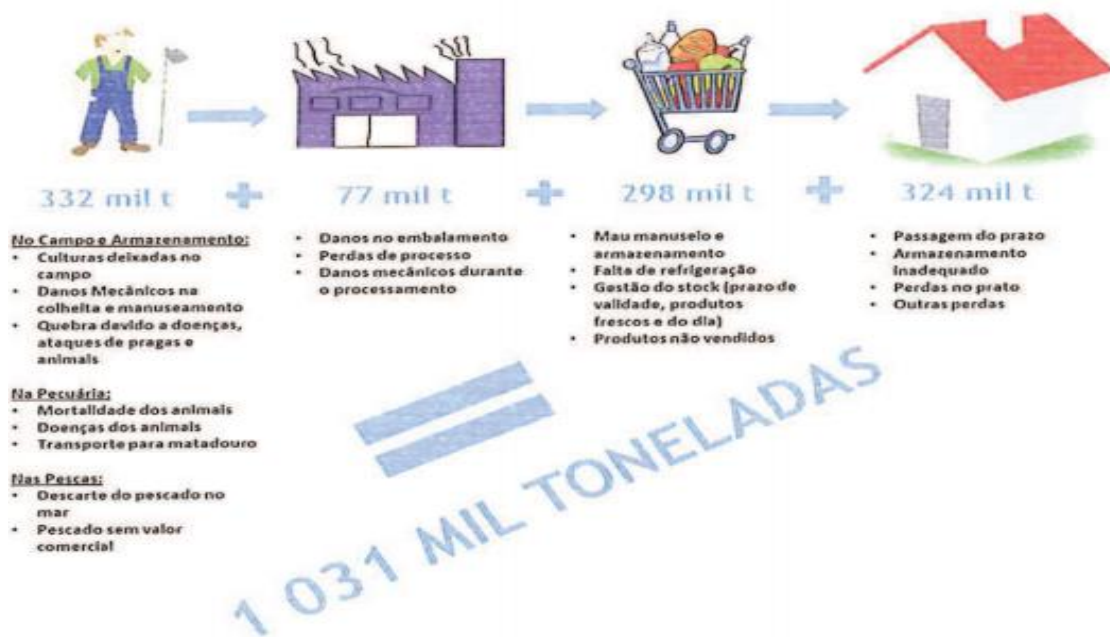 332 mil t + 77 mil t + 298 mil t + 324 mil t
No Campo e Armazenamento:
• Culturas deixadas no
campo
• Danos Mecânicos na
colheita e manuseamento
• Quebra davido a doenças,
ataques de pragas e
animais
Na Pecuária:
• Mortalidade dos animais
• Doenças dos animais
• Transporte para matadouro
Nas Pescas:
• Descarte do pescado no
mar
• Pescado sem valor
comercial
• Danos no embalamento
• Perdas de processo
• Danos mecânicos durante
o processamento
• Mau manuseio e
armazenamento
• Falta de refrigeração
• Gestão do stock (prazo de
validade, produtos
frescos e do dia)
• Produtos não vendidos
• Passagem do prazo
• Armazenamento
inadequado
• Perdas no prato
• Outras perdas
=
1 031 MIL TONELADAS